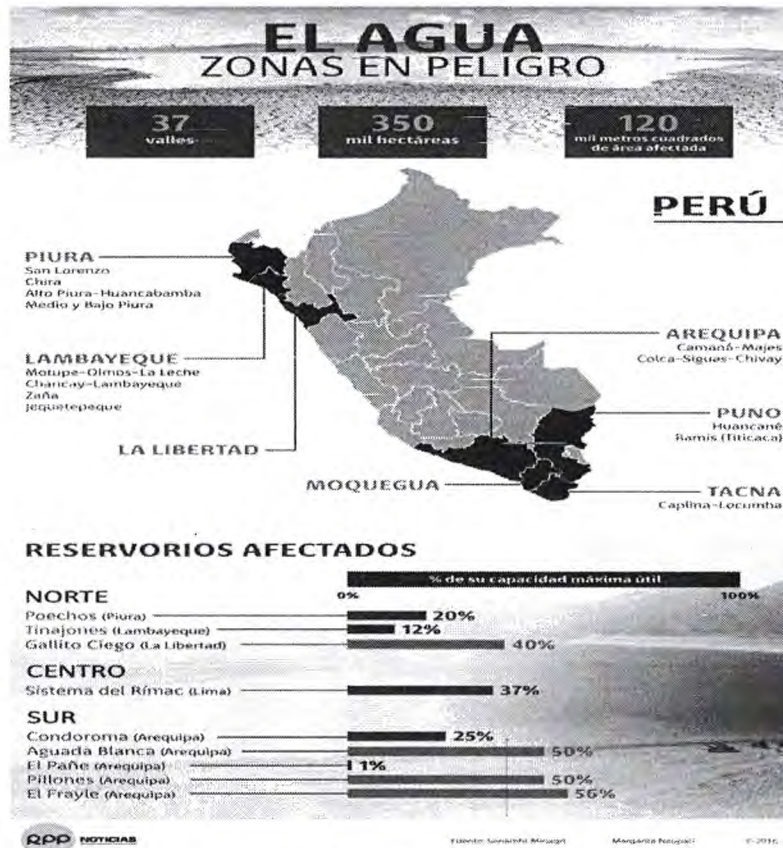 EL AGUA
ZONAS EN PELIGRO
37
valles
350
mil hectáreas
120
mil metros cuadrados
de área afectada
PERÚ
PIURA
San Lorenzo
Chira
Alto Piura-Huancabamba
Medio y Bajo Piura
LAMBAYEQUE
Motupe-Olmos-La Leche
Chancay-Lambayeque
Zaña
Jequetepeque
LA LIBERTAD
AREQUIPA
Camaná-Majes
Colca-Siguas-Chivay
PUNO
Huancané
Ramis (Titicaca)
MOQUEGUA
TACNA
Caplina-Locumba
RESERVORIOS AFECTADOS
% de su capacidad máxima útil
0% 100%
NORTE
Poechos (Piura) 20%
Tinajones (Lambayeque) 12%
Gallito Ciego (La Libertad) 40%
CENTRO
Sistema del Rímac (Lima) 37%
SUR
Condoroma (Arequipa) 25%
Aguada Blanca (Arequipa) 50%
El Pañe (Arequipa) 1%
Pillones (Arequipa) 50%
El Frayle (Arequipa) 56%
RPP NOTICIAS
Fuente: Senamhi Minagri
Margarita
2016